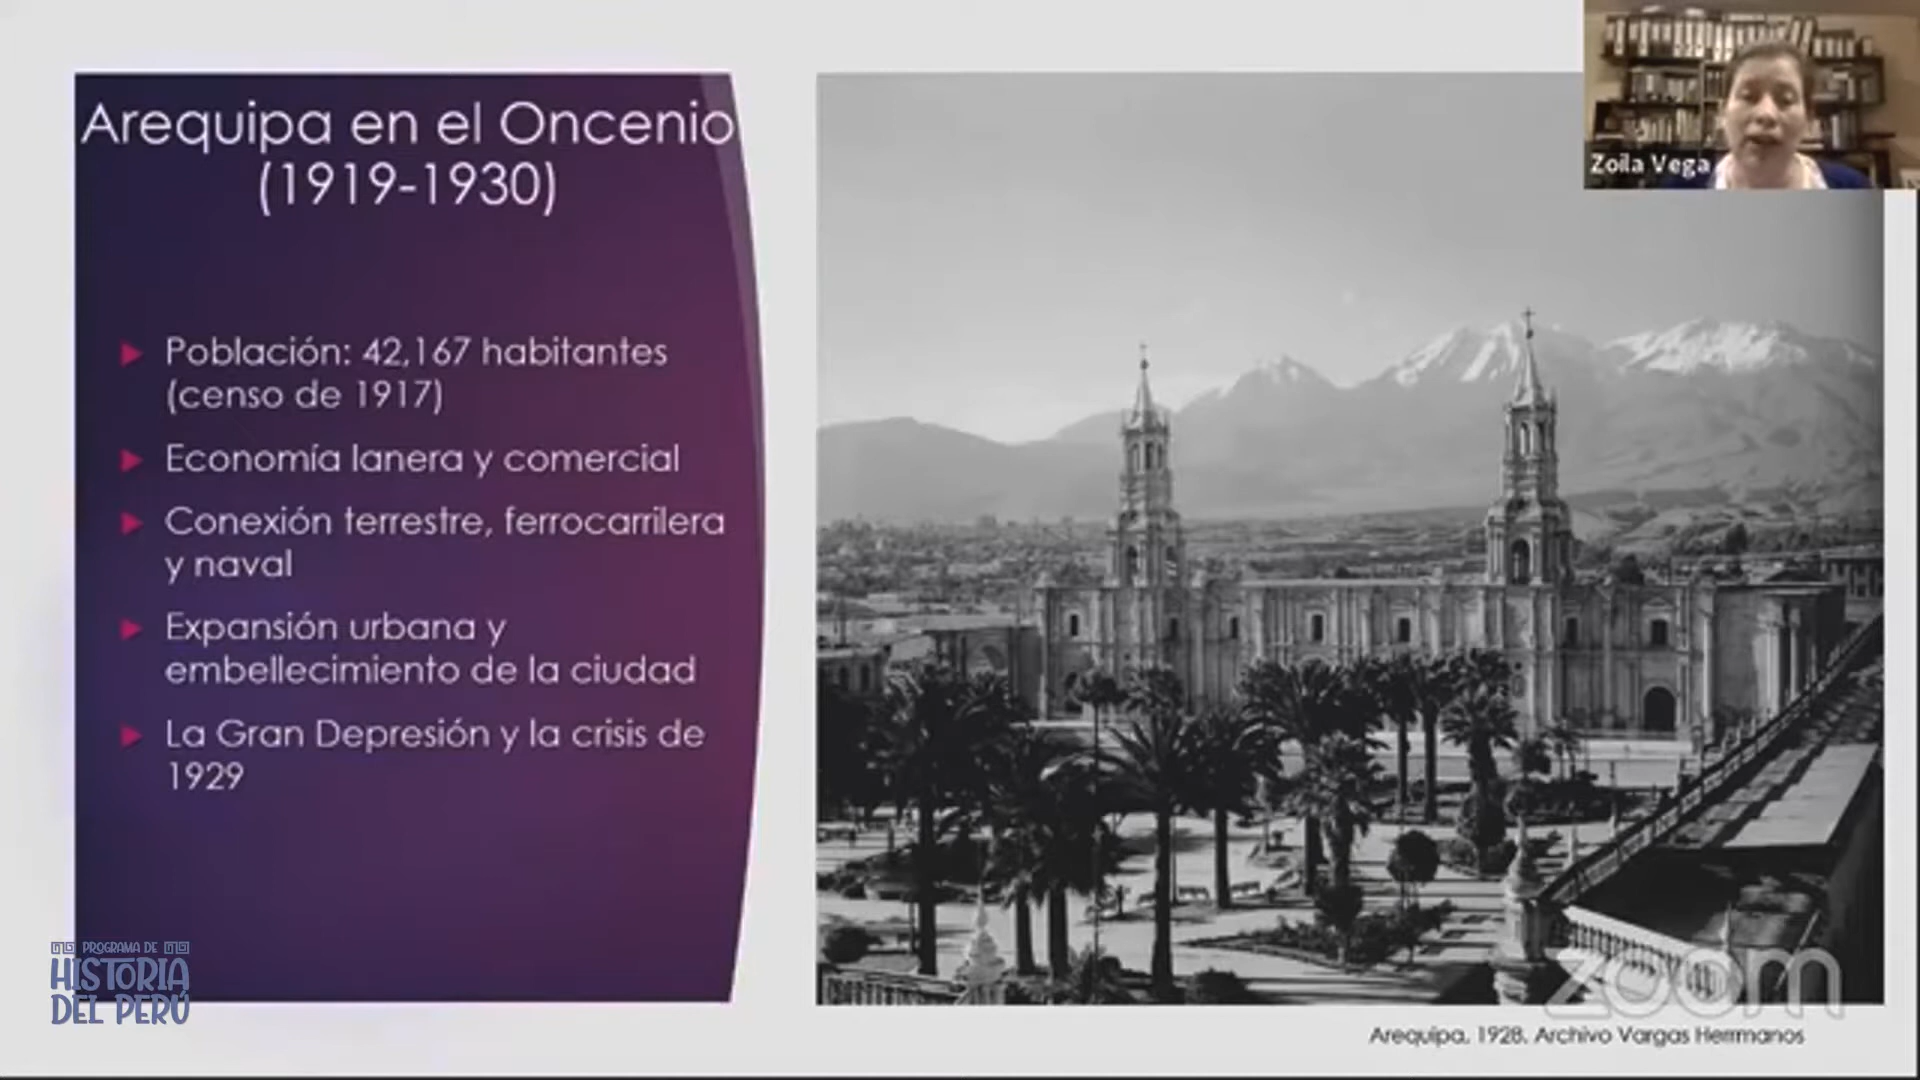 Arequipa en el Oncenio
(1919-1930)
Población: 42,167 habitantes
(censo de 1917)
Economía lanera y comercial
Conexión terrestre, ferrocarrilera
y naval
Expansión urbana y
embellecimiento de la ciudad
La Gran Depresión y la crisis de
1929
Zoila Vega
PROGRAMA DE
HISTORIA
DEL PERÚ
zoom
Arequipa, 1928. Archivo Vargas Herrmanos